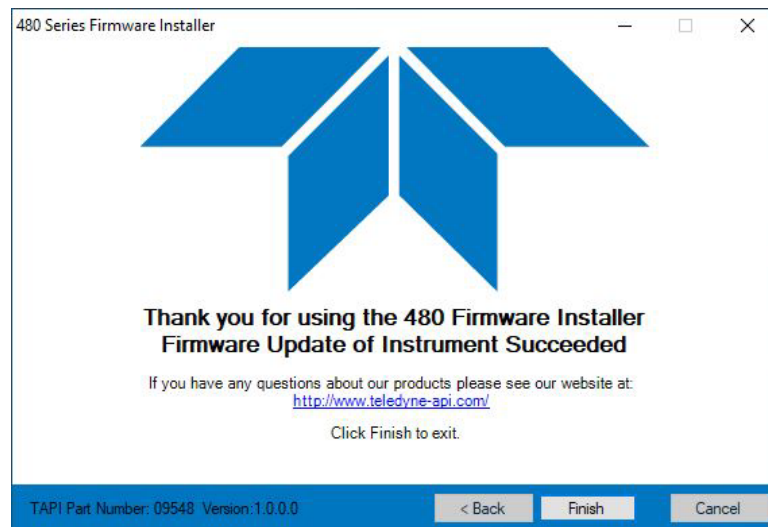 480 Series Firmware Installer
Thank you for using the 480 Firmware Installer
Firmware Update of Instrument Succeeded
If you have any questions about our products please see our website at:
http://www.teledyne-api.com/
Click Finish to exit.
TAPI Part Number: 09548 Version:1.0.0.0
< Back
Finish
Cancel